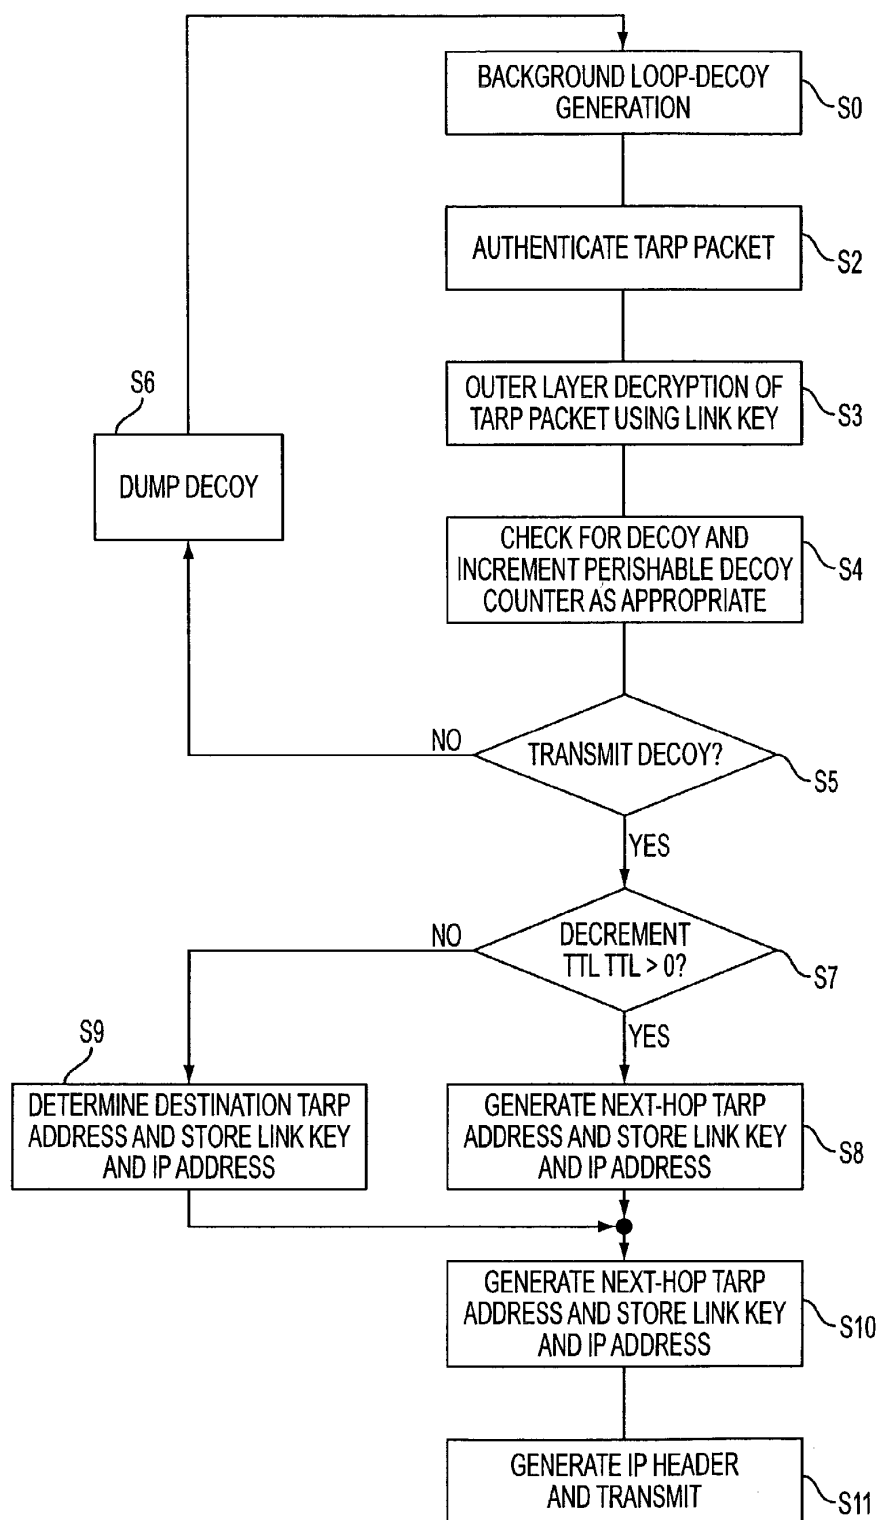 BACKGROUND LOOP-DECOY
GENERATION
S0
AUTHENTICATE TARP PACKET
S2
OUTER LAYER DECRYPTION OF
TARP PACKET USING LINK KEY
S3
S6
DUMP DECOY
CHECK FOR DECOY AND
INCREMENT PERISHABLE DECOY
COUNTER AS APPROPRIATE
S4
NO
TRANSMIT DECOY?
S5
YES
NO
DECREMENT
TTL TTL > 0?
S7
YES
S9
DETERMINE DESTINATION TARP
ADDRESS AND STORE LINK KEY
AND IP ADDRESS
GENERATE NEXT-HOP TARP
ADDRESS AND STORE LINK KEY
AND IP ADDRESS
S8
GENERATE NEXT-HOP TARP
ADDRESS AND STORE LINK KEY
AND IP ADDRESS
S10
GENERATE IP HEADER
AND TRANSMIT
S11